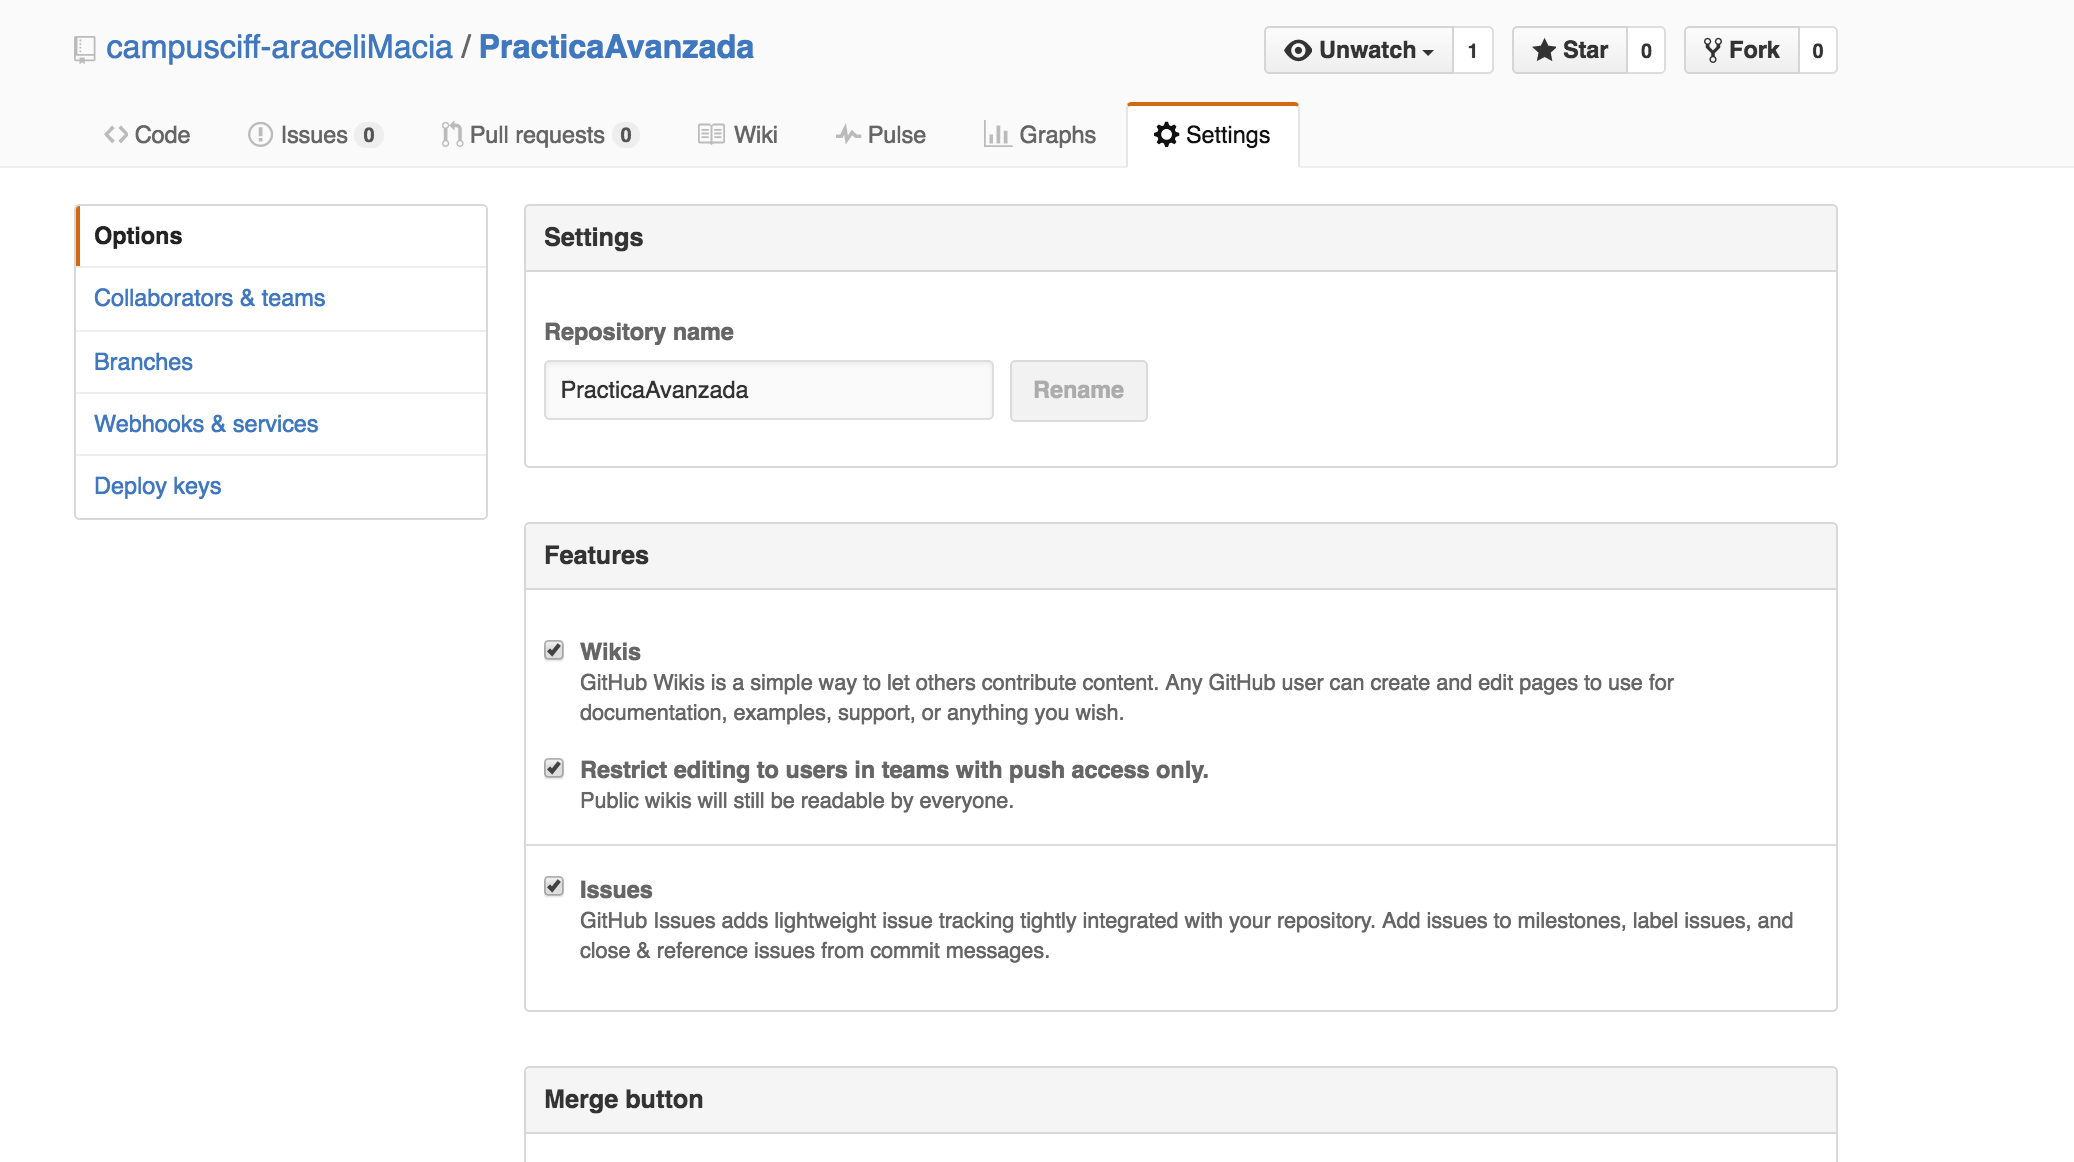 campusciff-araceliMacia / PracticaAvanzada
Unwatch 1 Star 0 Fork 0
Code Issues 0 Pull requests 0 Wiki Pulse Graphs Settings
Options
Collaborators & teams
Branches
Webhooks & services
Deploy keys
Settings
Repository name
PracticaAvanzada Rename
Features
Wikis
GitHub Wikis is a simple way to let others contribute content. Any GitHub user can create and edit pages to use for
documentation, examples, support, or anything you wish.
Restrict editing to users in teams with push access only.
Public wikis will still be readable by everyone.
Issues
GitHub Issues adds lightweight issue tracking tightly integrated with your repository. Add issues to milestones, label issues, and
close & reference issues from commit messages.
Merge button